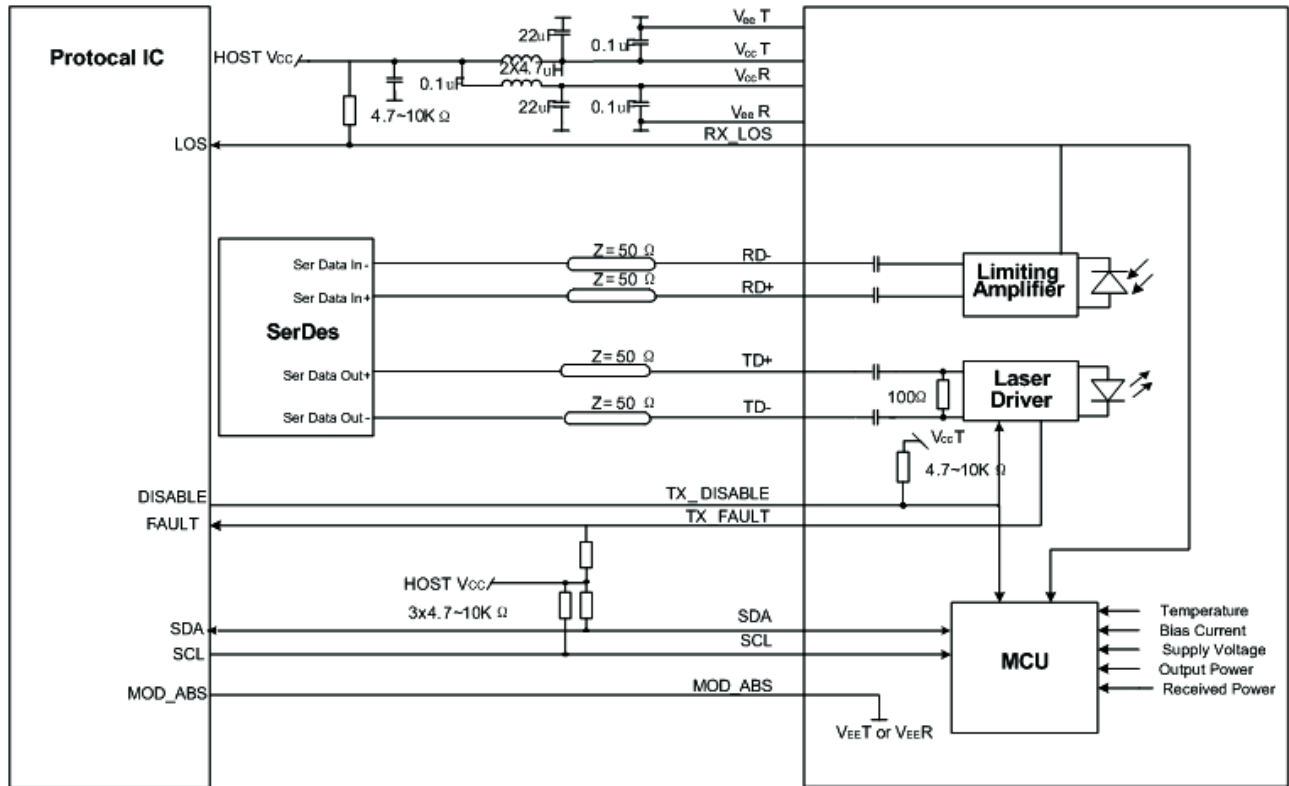 Protocal IC
HOST Vcc
22uF
0.1uF
2X4.7uH
0.1uF
22uF
0.1uF
4.7~10K Ω
VeeT
VccT
VccR
VeeR
RX_LOS
LOS
SerDes
Ser Data In-
Ser Data In+
Ser Data Out+
Ser Data Out-
Z=50 Ω
Z=50 Ω
Z=50 Ω
Z=50 Ω
RD-
RD+
TD+
TD-
Limiting
Amplifier
100Ω
Laser
Driver
VccT
4.7~10K Ω
DISABLE
TX_DISABLE
FAULT
TX_FAULT
HOST Vcc
3x4.7~10K Ω
SDA
SDA
SCL
SCL
MOD_ABS
MOD_ABS
VEET or VEER
MCU
Temperature
Bias Current
Supply Voltage
Output Power
Received Power